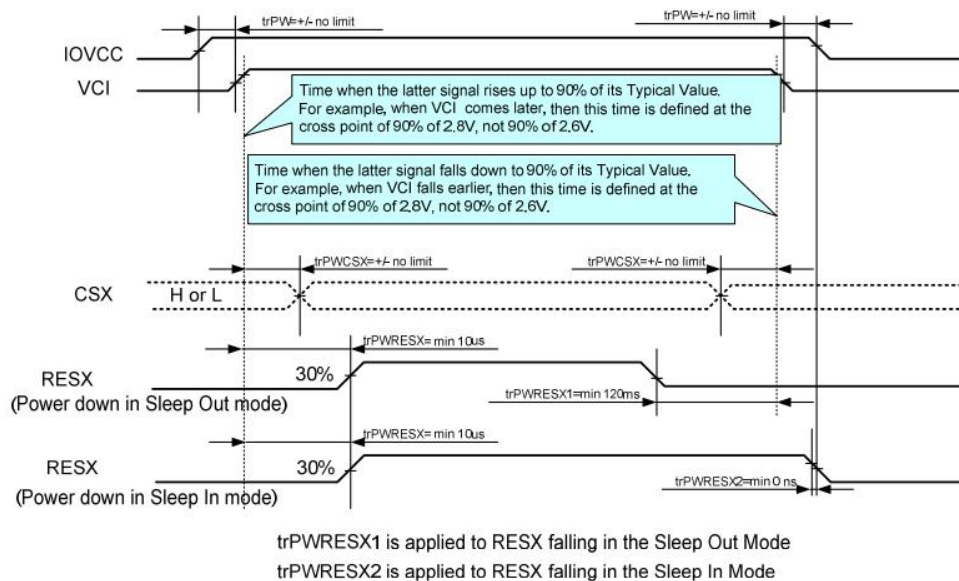 trPW=+/- no limit
trPW=+/- no limit
IOVCC
VCI
Time when the latter signal rises up to 90% of its Typical Value.
For example, when VCI comes later, then this time is defined at the
cross point of 90% of 2.8V, not 90% of 2.6V.
Time when the latter signal falls down to 90% of its Typical Value.
For example, when VCI falls earlier, then this time is defined at the
cross point of 90% of 2.8V, not 90% of 2.6V.
trPWCSX=+/- no limit
trPWCSX=+/- no limit
CSX
H or L
trPWRESX= min 10us
RESX
30%
(Power down in Sleep Out mode)
trPWRESX1=min 120ms
trPWRESX= min 10us
RESX
30%
(Power down in Sleep In mode)
trPWRESX2=min 0 ns
trPWRESX1 is applied to RESX falling in the Sleep Out Mode
trPWRESX2 is applied to RESX falling in the Sleep In Mode